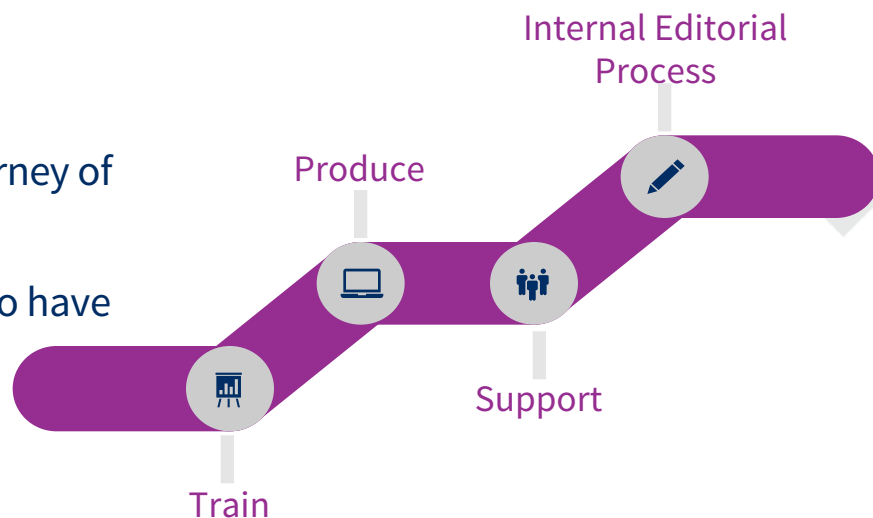 Internal Editorial
Process
rney of
Produce
o have
Support
Train